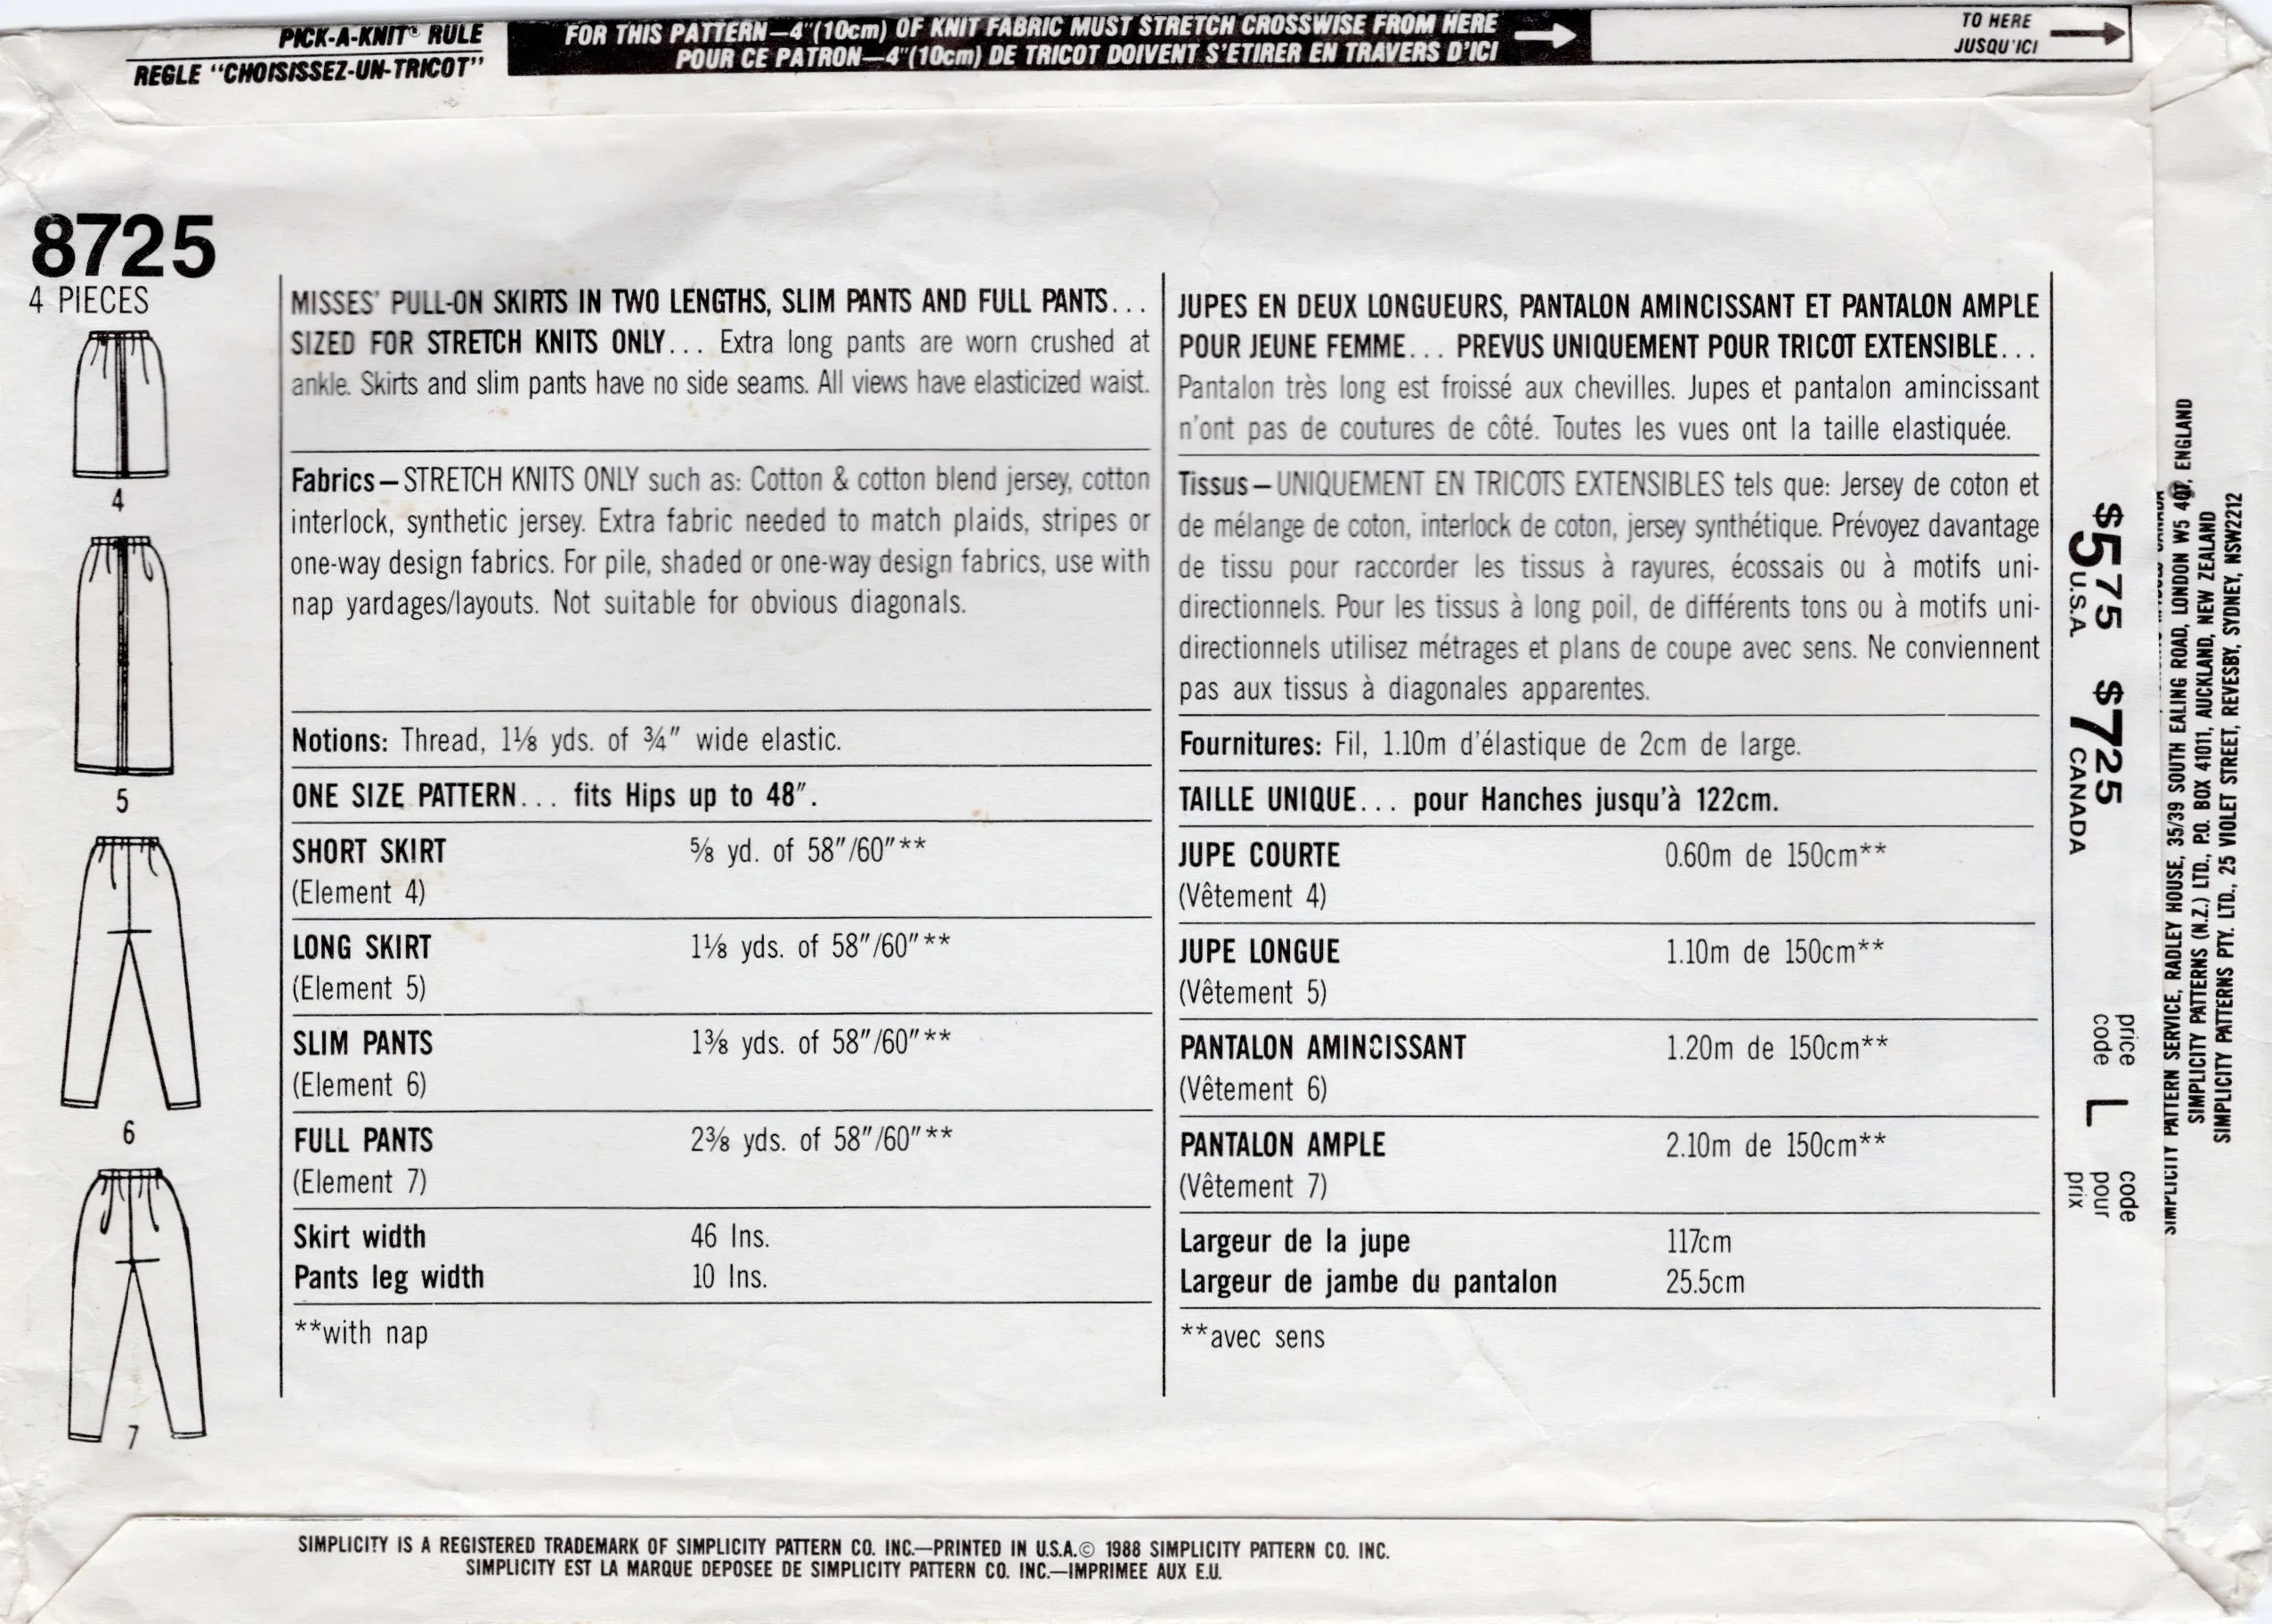 PICK-A-KNIT® RULE
REGLE "CHOISISSEZ-UN-TRICOT"
FOR THIS PATTERN—4"(10cm) OF KNIT FABRIC MUST STRETCH CROSSWISE FROM HERE
POUR CE PATRON—4"(10cm) DE TRICOT DOIVENT S'ETIRER EN TRAVERS D'ICI
TO HERE
JUSQU'ICI
8725
4 PIECES
4
5
6
7
MISSES' PULL-ON SKIRTS IN TWO LENGTHS, SLIM PANTS AND FULL PANTS...
SIZED FOR STRETCH KNITS ONLY... Extra long pants are worn crushed at
ankle. Skirts and slim pants have no side seams. All views have elasticized waist.
Fabrics—STRETCH KNITS ONLY such as: Cotton & cotton blend jersey, cotton
interlock, synthetic jersey. Extra fabric needed to match plaids, stripes or
one-way design fabrics. For pile, shaded or one-way design fabrics, use with
nap yardages/layouts. Not suitable for obvious diagonals.
Notions: Thread, 1⅛ yds. of ¾" wide elastic.
ONE SIZE PATTERN... fits Hips up to 48".
SHORT SKIRT ⅝ yd. of 58"/60"**
(Element 4)
LONG SKIRT 1⅛ yds. of 58"/60"**
(Element 5)
SLIM PANTS 1⅜ yds. of 58"/60"**
(Element 6)
FULL PANTS 2⅜ yds. of 58"/60"**
(Element 7)
Skirt width 46 Ins.
Pants leg width 10 Ins.
**with nap
JUPES EN DEUX LONGUEURS, PANTALON AMINCISSANT ET PANTALON AMPLE
POUR JEUNE FEMME... PREVUS UNIQUEMENT POUR TRICOT EXTENSIBLE...
Pantalon très long est froissé aux chevilles. Jupes et pantalon amincissant
n'ont pas de coutures de côté. Toutes les vues ont la taille elastiquée.
Tissus—UNIQUEMENT EN TRICOTS EXTENSIBLES tels que: Jersey de coton et
de mélange de coton, interlock de coton, jersey synthétique. Prévoyez davantage
de tissu pour raccorder les tissus à rayures, écossais ou à motifs uni-
directionnels. Pour les tissus à long poil, de différents tons ou à motifs uni-
directionnels utilisez métrages et plans de coupe avec sens. Ne conviennent
pas aux tissus à diagonales apparentes.
Fournitures: Fil, 1.10m d'élastique de 2cm de large.
TAILLE UNIQUE... pour Hanches jusqu'à 122cm.
JUPE COURTE 0.60m de 150cm**
(Vêtement 4)
JUPE LONGUE 1.10m de 150cm**
(Vêtement 5)
PANTALON AMINCISSANT 1.20m de 150cm**
(Vêtement 6)
PANTALON AMPLE 2.10m de 150cm**
(Vêtement 7)
Largeur de la jupe 117cm
Largeur de jambe du pantalon 25.5cm
**avec sens
$5 75 U.S.A. $7 25 CANADA
price code L code pour prix
SIMPLICITY PATTERN SERVICE, RADLEY HOUSE, 35/39 SOUTH EALING ROAD, LONDON W5 4QT, ENGLAND
SIMPLICITY PATTERNS (N.Z.) LTD., P.O. BOX 41011, AUCKLAND, NEW ZEALAND
SIMPLICITY PATTERNS PTY. LTD., 25 VIOLET STREET, REVESBY, SYDNEY, NSW2212
SIMPLICITY IS A REGISTERED TRADEMARK OF SIMPLICITY PATTERN CO. INC.—PRINTED IN U.S.A.© 1988 SIMPLICITY PATTERN CO. INC.
SIMPLICITY EST LA MARQUE DEPOSEE DE SIMPLICITY PATTERN CO. INC.—IMPRIMEE AUX E.U.